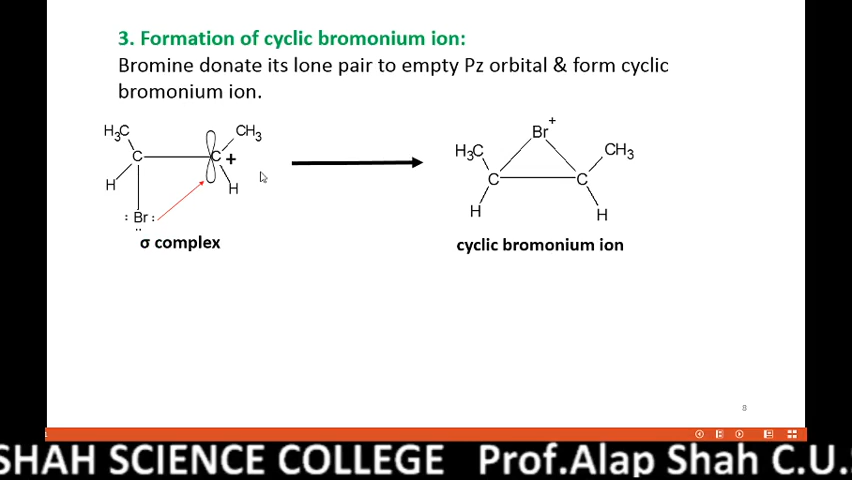 3. Formation of cyclic bromonium ion:
Bromine donate its lone pair to empty Pz orbital & form cyclic
bromonium ion.
H₃C CH₃
C C +
H H
: Br :
..
σ complex
Br +
H₃C CH₃
C C
H H
cyclic bromonium ion
8
SHAH SCIENCE COLLEGE Prof.Alap Shah C.U.